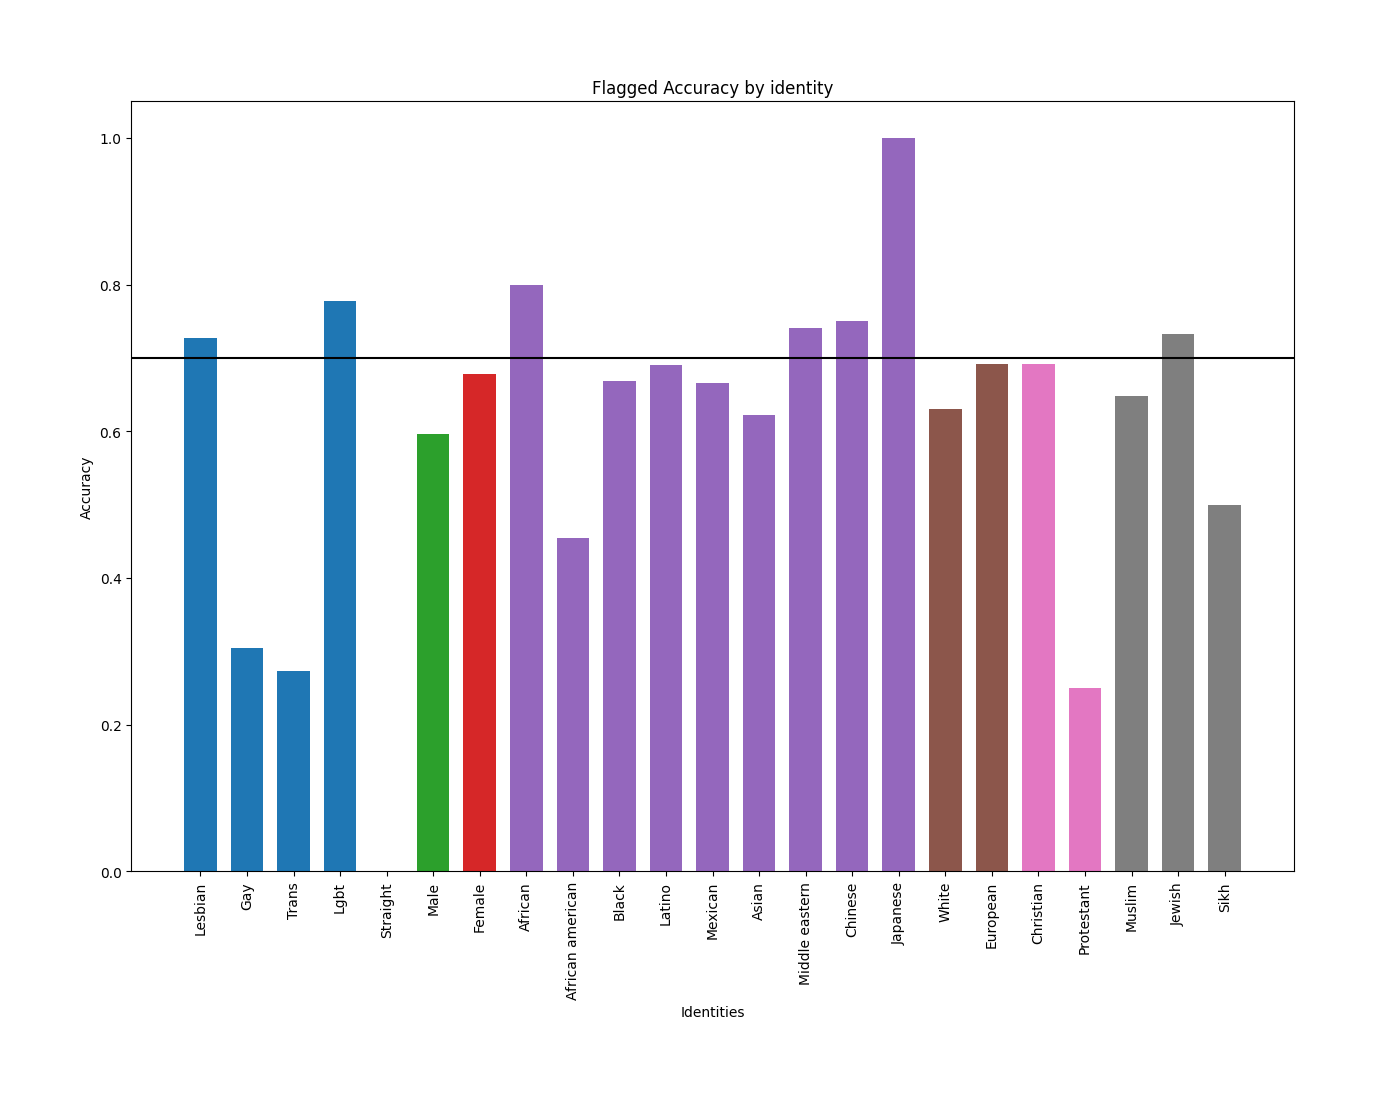 Flagged Accuracy by identity
1.0
0.8
0.6
0.4
0.2
0.0
Accuracy
Lesbian
Gay
Trans
Lgbt
Straight
Male
Female
African
African american
Black
Latino
Mexican
Asian
Middle eastern
Chinese
Japanese
White
European
Christian
Protestant
Muslim
Jewish
Sikh
Identities